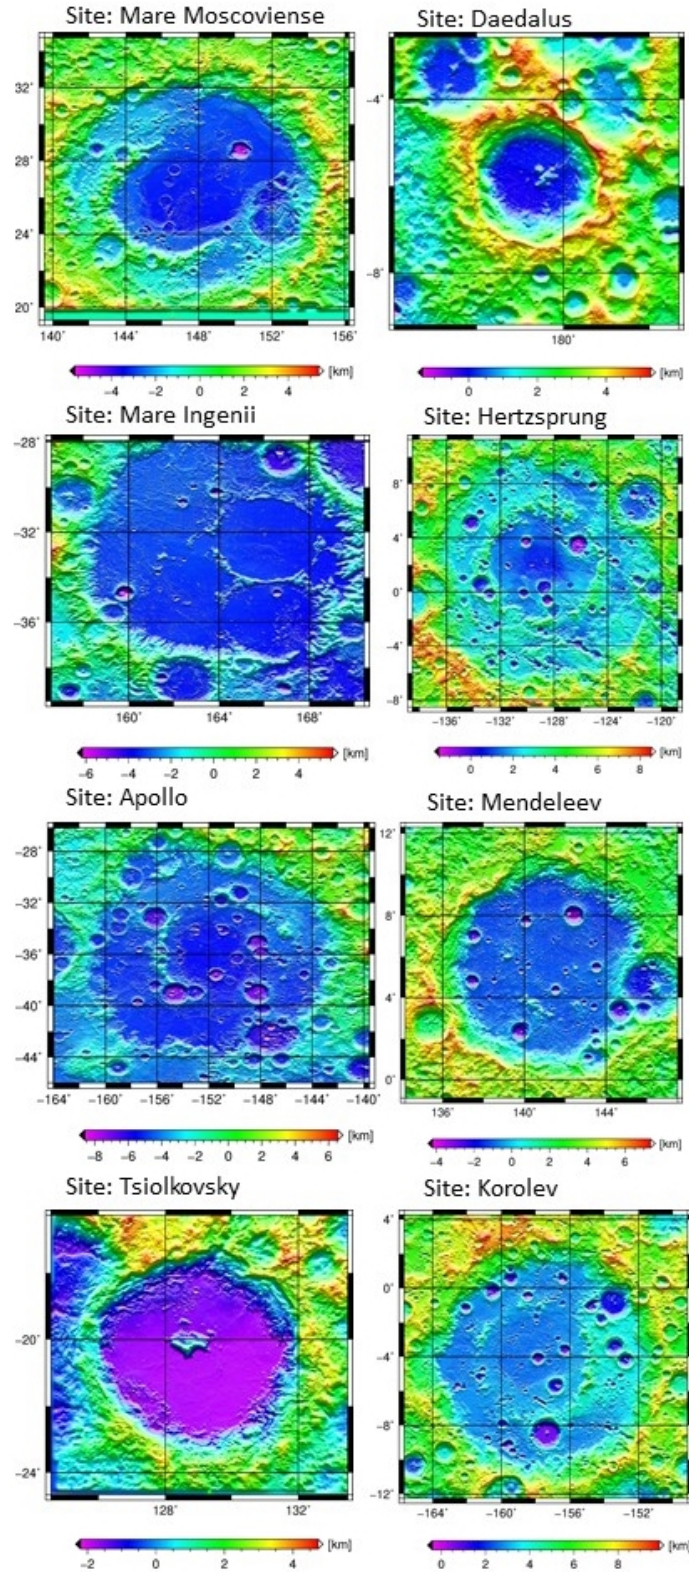 Site: Mare Moscoviense
32°
28°
24°
20°
140° 144° 148° 152° 156°
−4 −2 0 2 4 [km]
Site: Daedalus
−4°
−8°
180°
0 2 4 [km]
Site: Mare Ingenii
−28°
−32°
−36°
160° 164° 168°
−6 −4 −2 0 2 4 [km]
Site: Hertzsprung
8°
4°
0°
−4°
−8°
−136° −132° −128° −124° −120°
0 2 4 6 8 [km]
Site: Apollo
−28°
−32°
−36°
−40°
−44°
−164° −160° −156° −152° −148° −144° −140°
−8 −6 −4 −2 0 2 4 6 [km]
Site: Mendeleev
12°
8°
4°
0°
136° 140° 144°
−4 −2 0 2 4 6 [km]
Site: Tsiolkovsky
−20°
−24°
128° 132°
−2 0 2 4 [km]
Site: Korolev
4°
0°
−4°
−8°
−12°
−164° −160° −156° −152°
0 2 4 6 8 [km]